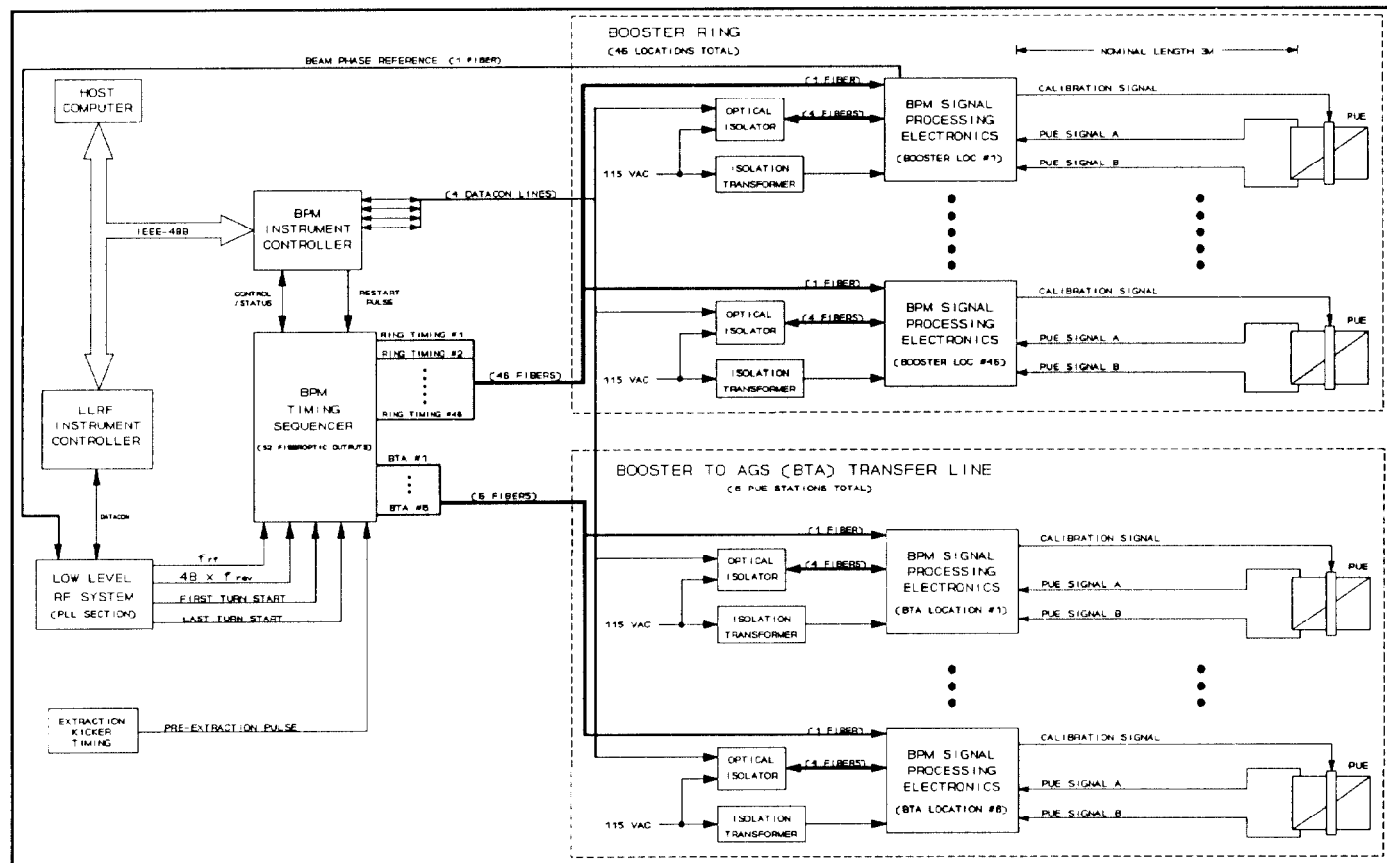 BOOSTER RING
(46 LOCATIONS TOTAL)
NOMINAL LENGTH 3M
BEAM PHASE REFERENCE (1 FIBER)
HOST
COMPUTER
(1 FIBER)
OPTICAL
ISOLATOR
(4 FIBERS)
BPM SIGNAL
PROCESSING
ELECTRONICS
(BOOSTER LOC #1)
CALIBRATION SIGNAL
PUE
PUE SIGNAL A
PUE SIGNAL B
115 VAC
ISOLATION
TRANSFORMER
(4 DATACON LINES)
BPM
INSTRUMENT
CONTROLLER
IEEE-488
CONTROL
/STATUS
RESTART
PULSE
(1 FIBER)
OPTICAL
ISOLATOR
(4 FIBERS)
BPM SIGNAL
PROCESSING
ELECTRONICS
(BOOSTER LOC #46)
CALIBRATION SIGNAL
PUE
PUE SIGNAL A
PUE SIGNAL B
115 VAC
ISOLATION
TRANSFORMER
BPM
TIMING
SEQUENCER
(52 FIBEROPTIC OUTPUTS)
RING TIMING #1
RING TIMING #2
RING TIMING #46
(46 FIBERS)
BTA #1
BTA #6
(6 FIBERS)
LLRF
INSTRUMENT
CONTROLLER
DATACON
LOW LEVEL
RF SYSTEM
(PLL SECTION)
f rf
48 x f rev
FIRST TURN START
LAST TURN START
EXTRACTION
KICKER
TIMING
PRE-EXTRACTION PULSE
BOOSTER TO AGS (BTA) TRANSFER LINE
(6 PUE STATIONS TOTAL)
(1 FIBER)
OPTICAL
ISOLATOR
(4 FIBERS)
BPM SIGNAL
PROCESSING
ELECTRONICS
(BTA LOCATION #1)
CALIBRATION SIGNAL
PUE
PUE SIGNAL A
PUE SIGNAL B
115 VAC
ISOLATION
TRANSFORMER
(1 FIBER)
OPTICAL
ISOLATOR
(4 FIBERS)
BPM SIGNAL
PROCESSING
ELECTRONICS
(BTA LOCATION #6)
CALIBRATION SIGNAL
PUE
PUE SIGNAL A
PUE SIGNAL B
115 VAC
ISOLATION
TRANSFORMER